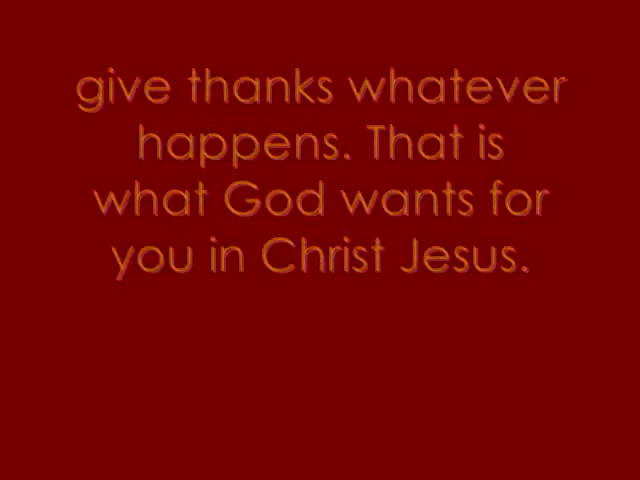 give thanks whatever
happens. That is
what God wants for
you in Christ Jesus.